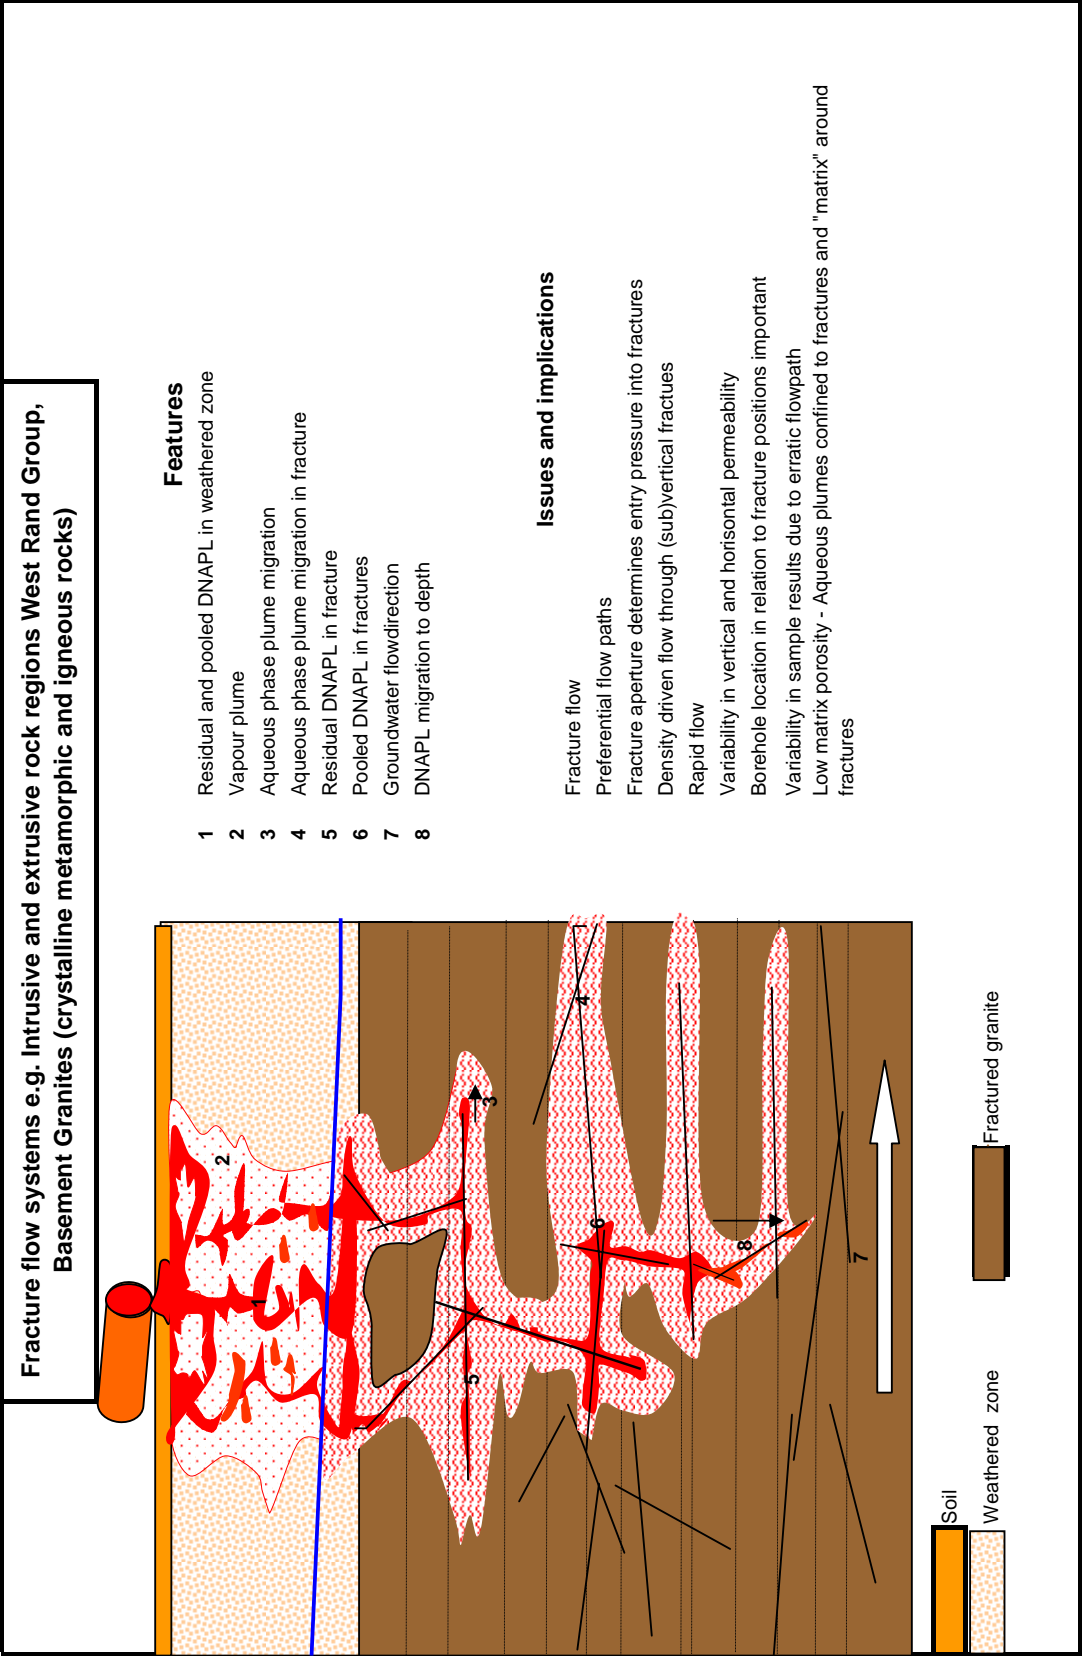 Fracture flow systems e.g. Intrusive and extrusive rock regions West Rand Group,
Basement Granites (crystalline metamorphic and igneous rocks)
Features
1 Residual and pooled DNAPL in weathered zone
2 Vapour plume
3 Aqueous phase plume migration
4 Aqueous phase plume migration in fracture
5 Residual DNAPL in fracture
6 Pooled DNAPL in fractures
7 Groundwater flowdirection
8 DNAPL migration to depth
Issues and implications
Fracture flow
Preferential flow paths
Fracture aperture determines entry pressure into fractures
Density driven flow through (sub)vertical fractues
Rapid flow
Variability in vertical and horisontal permeability
Borehole location in relation to fracture positions important
Variability in sample results due to erratic flowpath
Low matrix porosity - Aqueous plumes confined to fractures and "matrix" around
fractures
1
2
3
4
5
6
7
8
Soil
Weathered zone
Fractured granite